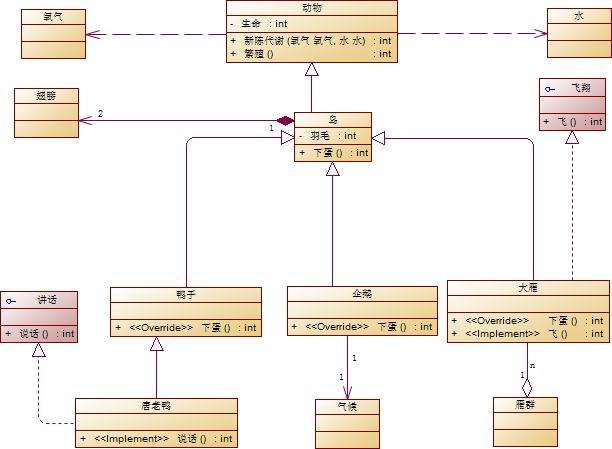 氧气
动物
- 生命 : int
+ 新陈代谢 (氧气 氧气, 水 水) : int
+ 繁殖 () : int
水
翅膀
2
1
鸟
- 羽毛 : int
+ 下蛋 () : int
飞翔
+ 飞 () : int
讲话
+ 说话 () : int
鸭子
+ <<Override>> 下蛋 () : int
企鹅
+ <<Override>> 下蛋 () : int
大雁
+ <<Override>> 下蛋 () : int
+ <<Implement>> 飞 () : int
1
1
n
1
唐老鸭
+ <<Implement>> 说话 () : int
气候
雁群